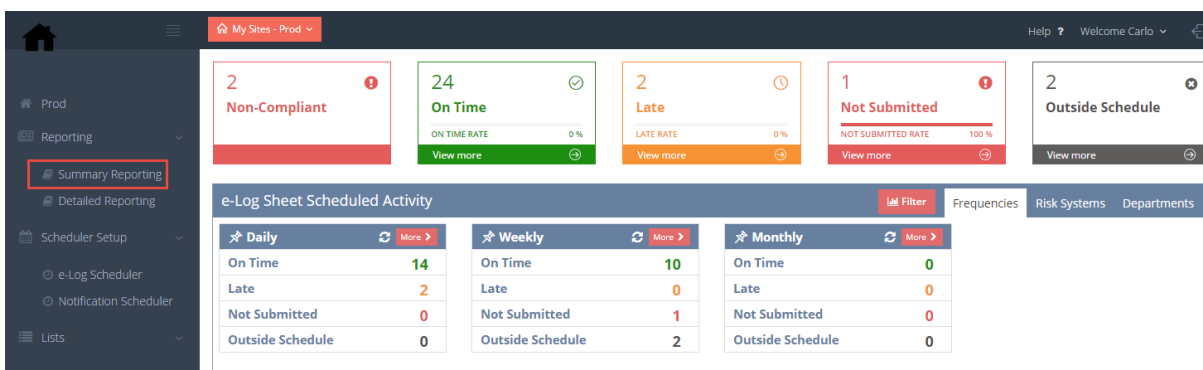 My Sites - Prod
Help ? Welcome Carlo
Prod
Reporting
Summary Reporting
Detailed Reporting
Scheduler Setup
e-Log Scheduler
Notification Scheduler
Lists
2
Non-Compliant
24
On Time
ON TIME RATE 0 %
View more
2
Late
LATE RATE 0 %
View more
1
Not Submitted
NOT SUBMITTED RATE 100 %
View more
2
Outside Schedule
View more
e-Log Sheet Scheduled Activity
Filter
Frequencies
Risk Systems
Departments
Daily More
On Time 14
Late 2
Not Submitted 0
Outside Schedule 0
Weekly More
On Time 10
Late 0
Not Submitted 1
Outside Schedule 2
Monthly More
On Time 0
Late 0
Not Submitted 0
Outside Schedule 0